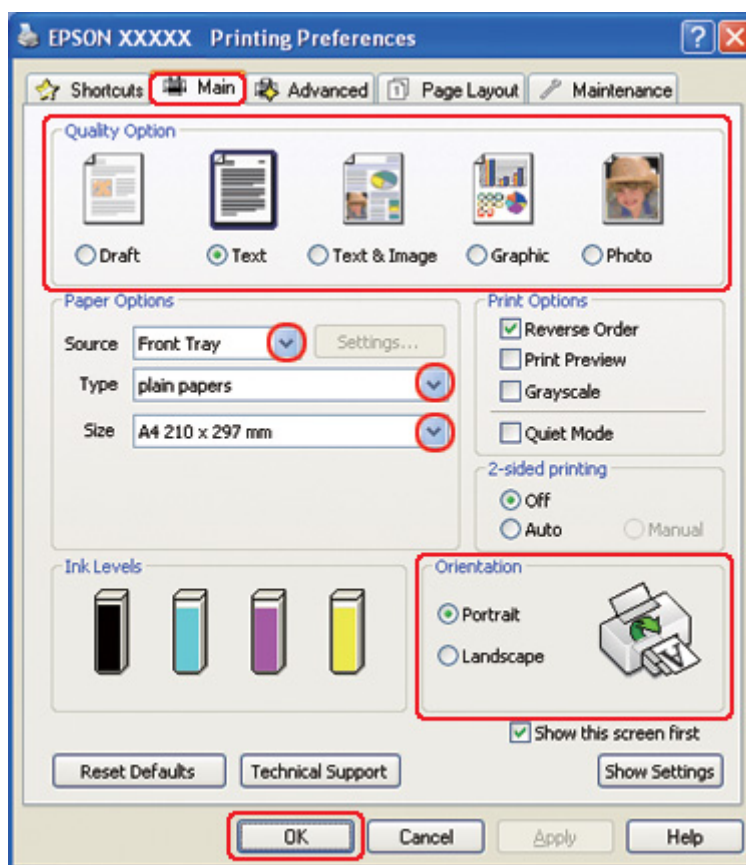 EPSON XXXXX Printing Preferences
Shortcuts Main Advanced 1 Page Layout Maintenance
Quality Option
Draft Text Text & Image Graphic Photo
Paper Options
Source Front Tray Settings...
Type plain papers
Size A4 210 x 297 mm
Print Options
Reverse Order
Print Preview
Grayscale
Quiet Mode
2-sided printing
Off
Auto Manual
Ink Levels
Orientation
Portrait
Landscape
A
Show this screen first
Reset Defaults Technical Support Show Settings
OK Cancel Apply Help